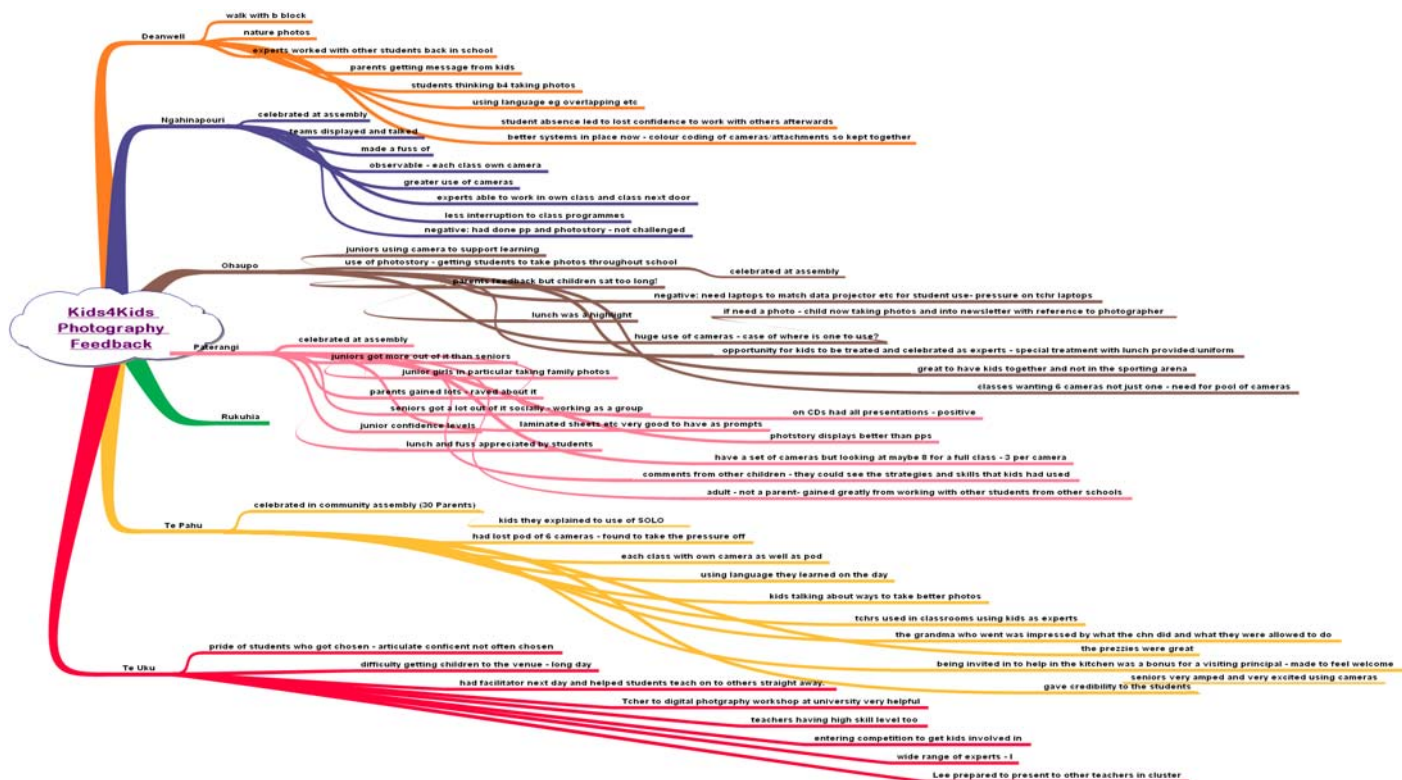 Kids4Kids
Photography
Feedback
Deanwell
walk with b block
nature photos
experts worked with other students back in school
parents getting message from kids
students thinking b4 taking photos
using language eg overlapping etc
student absence led to lost confidence to work with others afterwards
better systems in place now - colour coding of cameras/attachments so kept together
Ngahinapouri
celebrated at assembly
teams displayed and talked
made a fuss of
observable - each class own camera
greater use of cameras
experts able to work in own class and class next door
less interruption to class programmes
negative: had done pp and photostory - not challenged
Ohaupo
juniors using camera to support learning
use of photostory - getting students to take photos throughout school
celebrated at assembly
parents feedback but children sat too long!
negative: need laptops to match data projector etc for student use- pressure on tchr laptops
lunch was a highlight
if need a photo - child now taking photos and into newsletter with reference to photographer
huge use of cameras - case of where is one to use?
opportunity for kids to be treated and celebrated as experts - special treatment with lunch provided/uniform
great to have kids together and not in the sporting arena
classes wanting 6 cameras not just one - need for pool of cameras
Paterangi
celebrated at assembly
juniors got more out of it than seniors
junior girls in particular taking family photos
parents gained lots - raved about it
seniors got a lot out of it socially - working as a group
on CDs had all presentations - positive
junior confidence levels
laminated sheets etc very good to have as prompts
photstory displays better than pps
lunch and fuss appreciated by students
have a set of cameras but looking at maybe 8 for a full class - 3 per camera
comments from other children - they could see the strategies and skills that kids had used
adult - not a parent- gained greatly from working with other students from other schools
Rukuhia
Te Pahu
celebrated in community assembly (30 Parents)
kids they explained to use of SOLO
had lost pod of 6 cameras - found to take the pressure off
each class with own camera as well as pod
using language they learned on the day
kids talking about ways to take better photos
tchrs used in classrooms using kids as experts
the grandma who went was impressed by what the chn did and what they were allowed to do
the prezzies were great
being invited in to help in the kitchen was a bonus for a visiting principal - made to feel welcome
seniors very amped and very excited using cameras
gave credibility to the students
Te Uku
pride of students who got chosen - articulate conficent not often chosen
difficulty getting children to the venue - long day
had facilitator next day and helped students teach on to others straight away.
Tcher to digital photgraphy workshop at university very helpful
teachers having high skill level too
entering competition to get kids involved in
wide range of experts - I
Lee prepared to present to other teachers in cluster